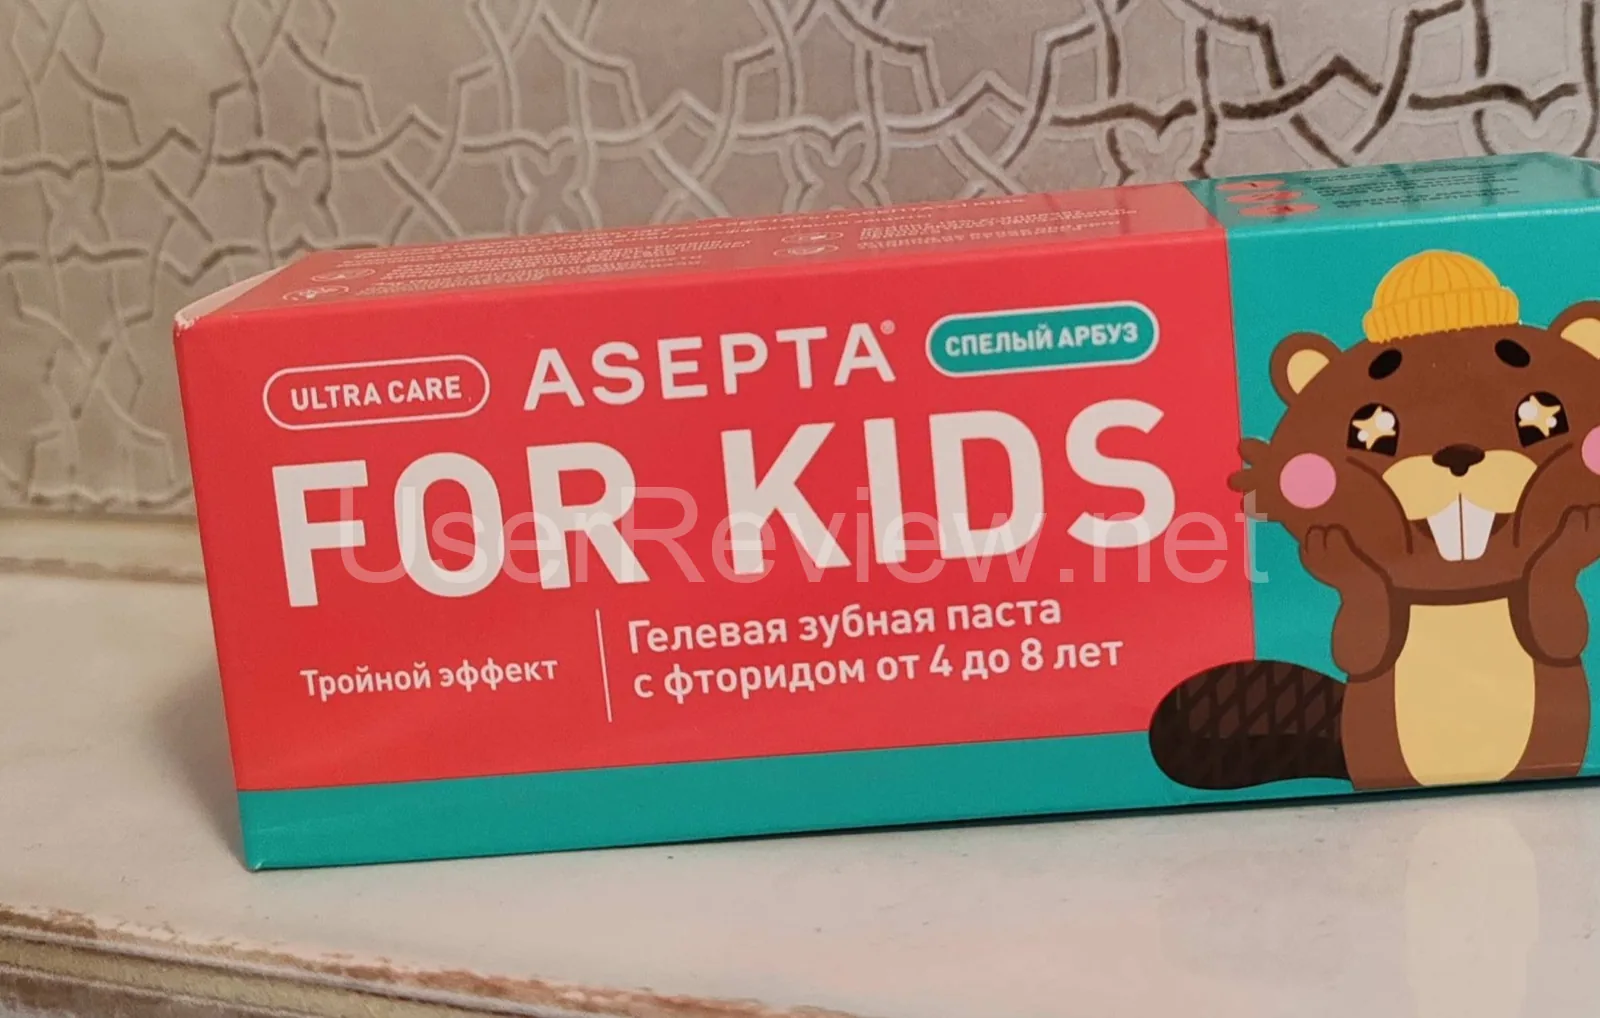 ULTRA CARE
ASEPTA®
СПЕЛЫЙ АРБУЗ
FOR KIDS
UserReview.net
Тройной эффект
Гелевая зубная паста
с фторидом от 4 до 8 лет